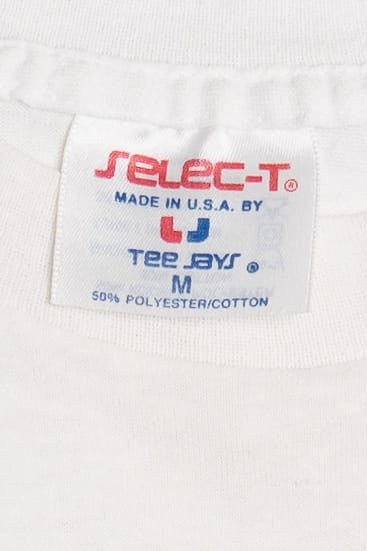 SELEC-T®
MADE IN U.S.A. BY
TEE JAYS ®
M
50% POLYESTER/COTTON